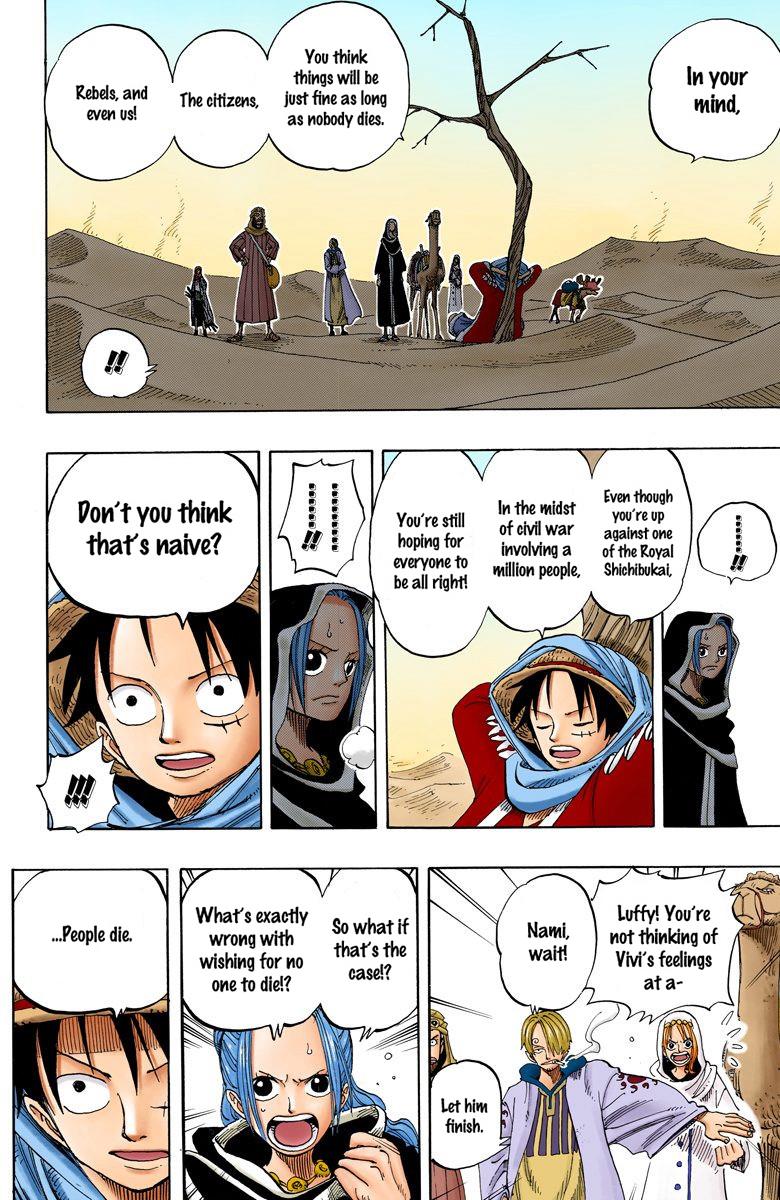 In your
mind,
You think
things will be
just fine as long
as nobody dies.
The citizens,
Rebels, and
even us!
!!
........!!
Even though
you're up
against one
of the Royal
Shichibukai,
In the midst
of civil war
involving a
million people,
You're still
hoping for
everyone to
be all right!
................!!
Don't you think
that's naive?
!!!
Luffy! You're
not thinking of
Vivi's feelings
at a-
Nami,
wait!
Let him
finish.
So what if
that's the
case!?
What's exactly
wrong with
wishing for no
one to die!?
...People die.